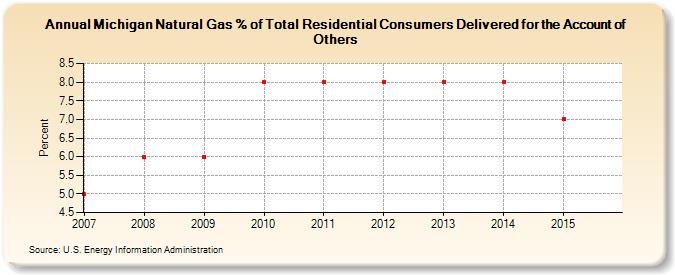 Annual Michigan Natural Gas % of Total Residential Consumers Delivered for the Account of
Others
Percent
8.5
8.0
7.5
7.0
6.5
6.0
5.5
5.0
4.5
2007 2008 2009 2010 2011 2012 2013 2014 2015
Source: U.S. Energy Information Administration